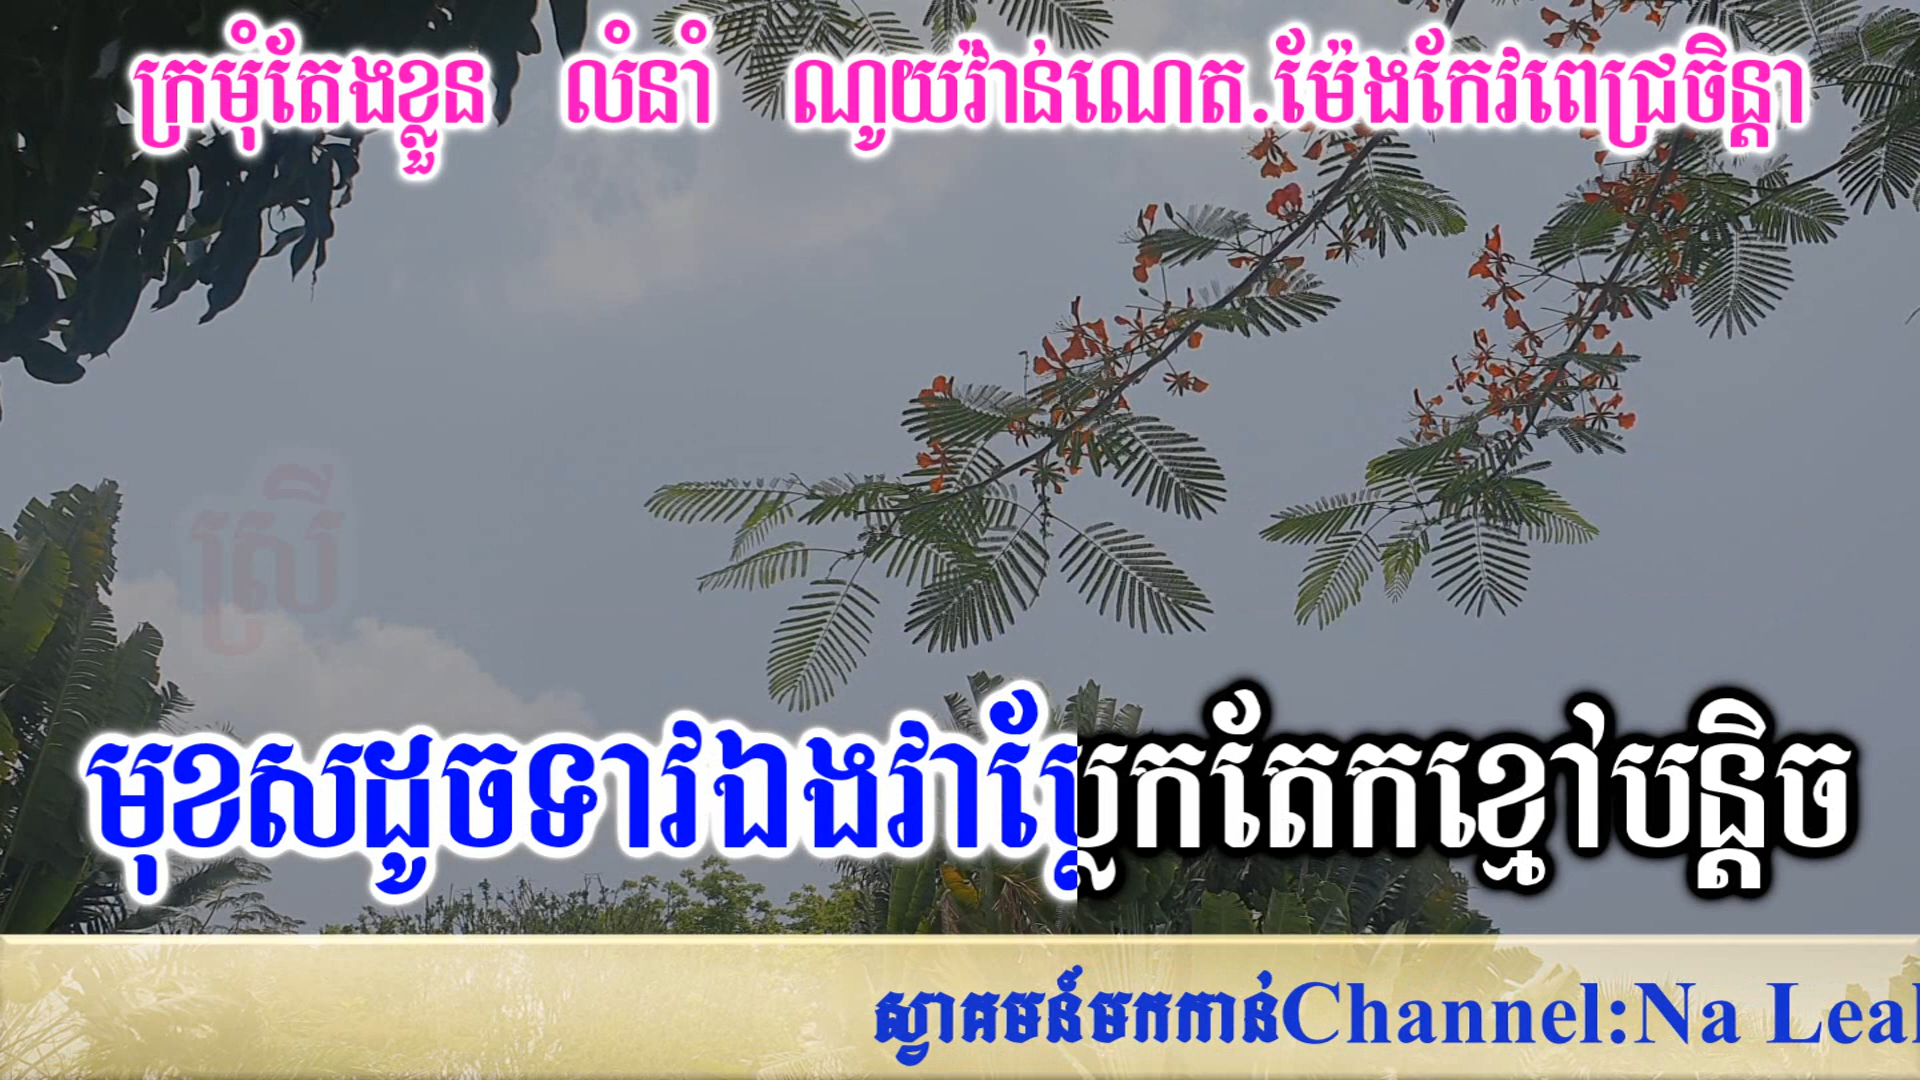 ក្រមុំតែងខ្លួន លំនាំ ណូយវ៉ាន់ណេត.ម៉ែងកែវពេជ្រចិន្តា
ស្រី
មុខសដូចទាវឯងវាប្លែកតែកខ្មៅបន្តិច
ស្វាគមន៍មកកាន់Channel:Na Leal